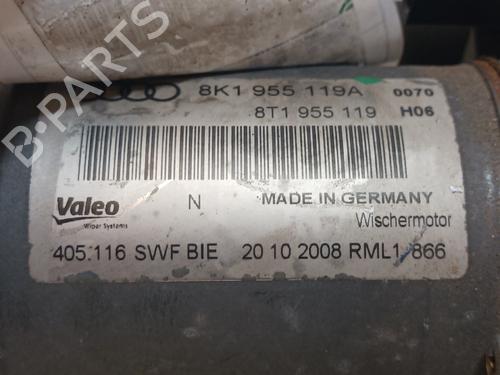 8K1 955 119A 0070
8T1 955 119 H06
Valeo N MADE IN GERMANY
Wiper Systems Wischermotor
405.116 SWF BIE 20 10 2008 RML1 866
B-Parts